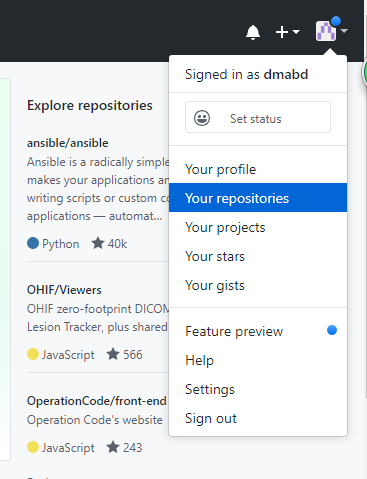 Signed in as dmabd
Set status
Your profile
Your repositories
Your projects
Your stars
Your gists
Feature preview
Help
Settings
Sign out
Explore repositories
ansible/ansible
Ansible is a radically simple
makes your applications an
writing scripts or custom co
applications — automat...
Python 40k
OHIF/Viewers
OHIF zero-footprint DICOM
Lesion Tracker, plus shared
JavaScript 566
OperationCode/front-end
Operation Code's website
JavaScript 243